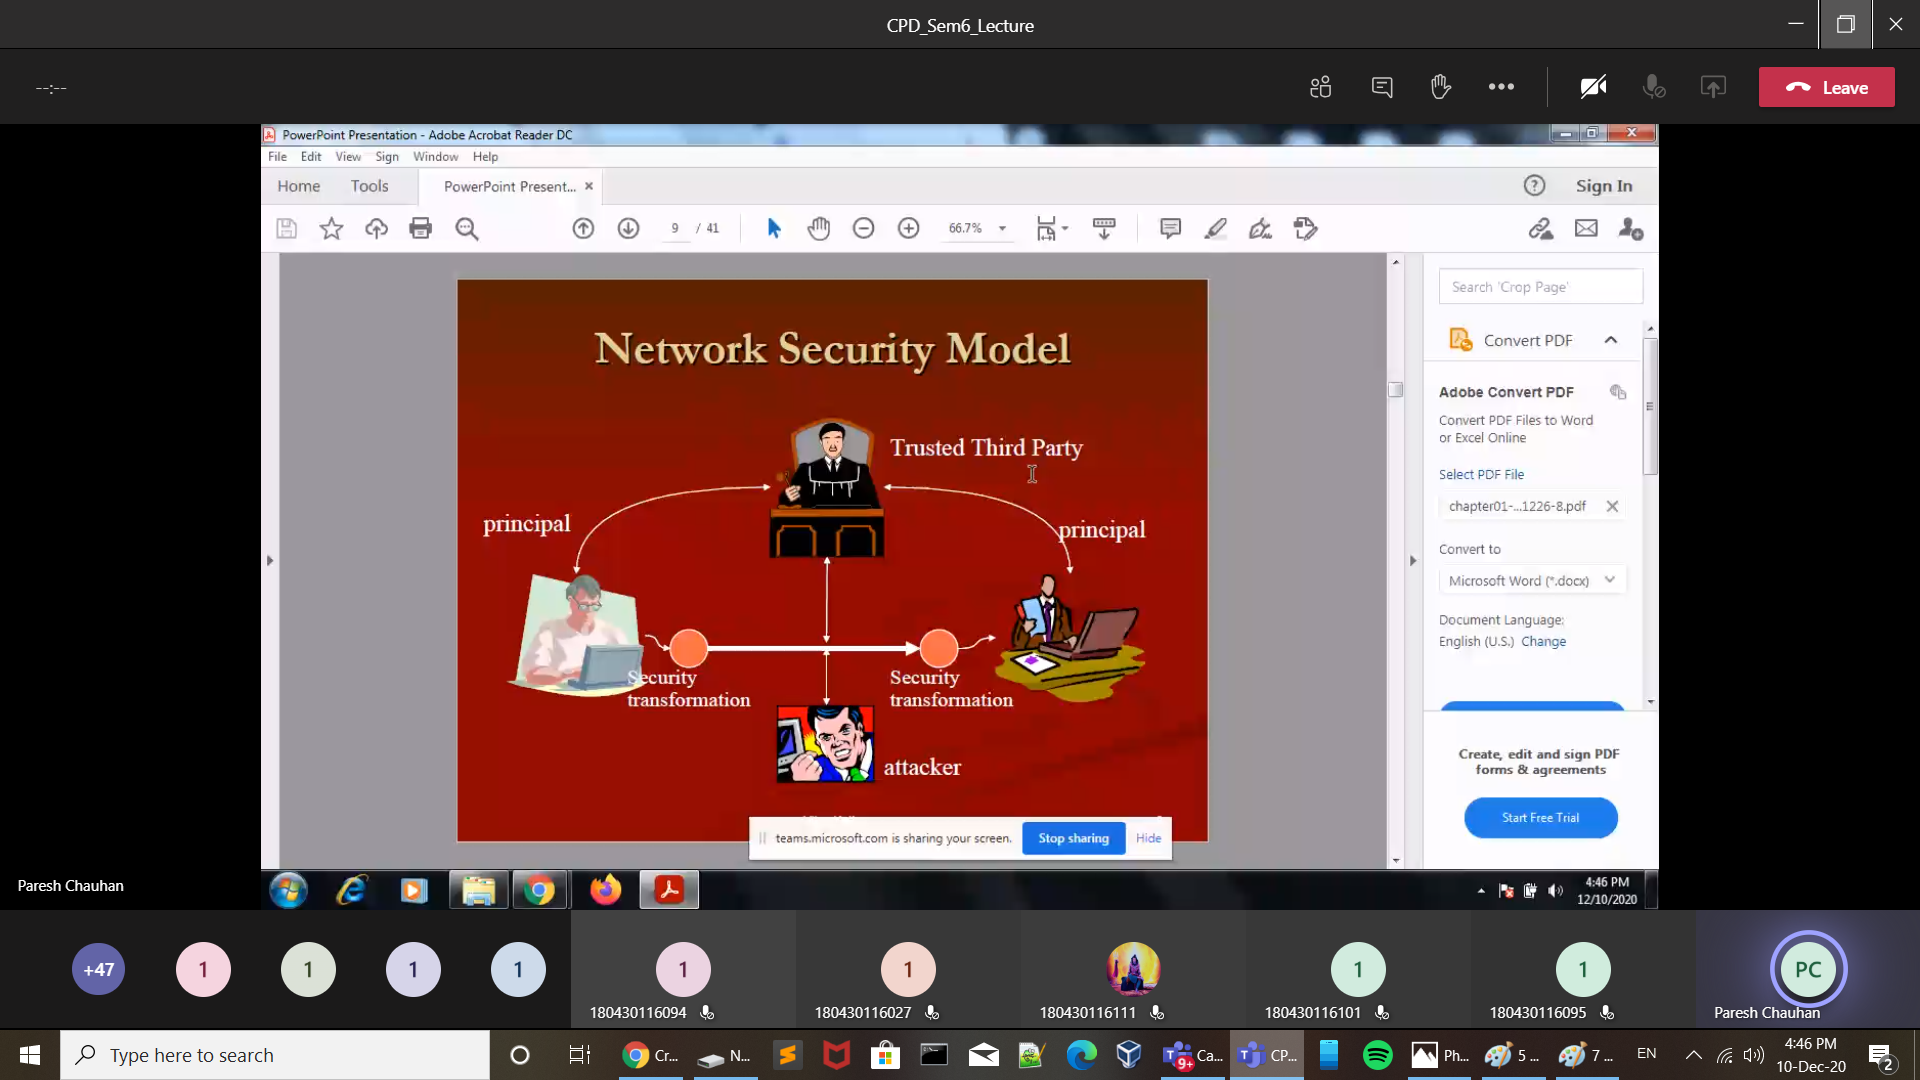 CPD_Sem6_Lecture
--:--
Leave
PowerPoint Presentation - Adobe Acrobat Reader DC
File Edit View Sign Window Help
Home Tools PowerPoint Present... ×
Sign In
9 / 41
66.7%
Network Security Model
Trusted Third Party
principal
principal
Security
transformation
Security
transformation
attacker
Search 'Crop Page'
Convert PDF
Adobe Convert PDF
Convert PDF Files to Word
or Excel Online
Select PDF File
chapter01-...1226-8.pdf
Convert to
Microsoft Word (*.docx)
Document Language:
English (U.S.) Change
Create, edit and sign PDF
forms & agreements
Start Free Trial
teams.microsoft.com is sharing your screen. Stop sharing Hide
4:46 PM
12/10/2020
Paresh Chauhan
+47 1 1 1 1 1 1 1 1 PC
180430116094 180430116027 180430116111 180430116101 180430116095 Paresh Chauhan
Type here to search
Cr... N... 9+ Ca... CP... Ph... 5 ... 7 ... EN
4:46 PM
10-Dec-20
2